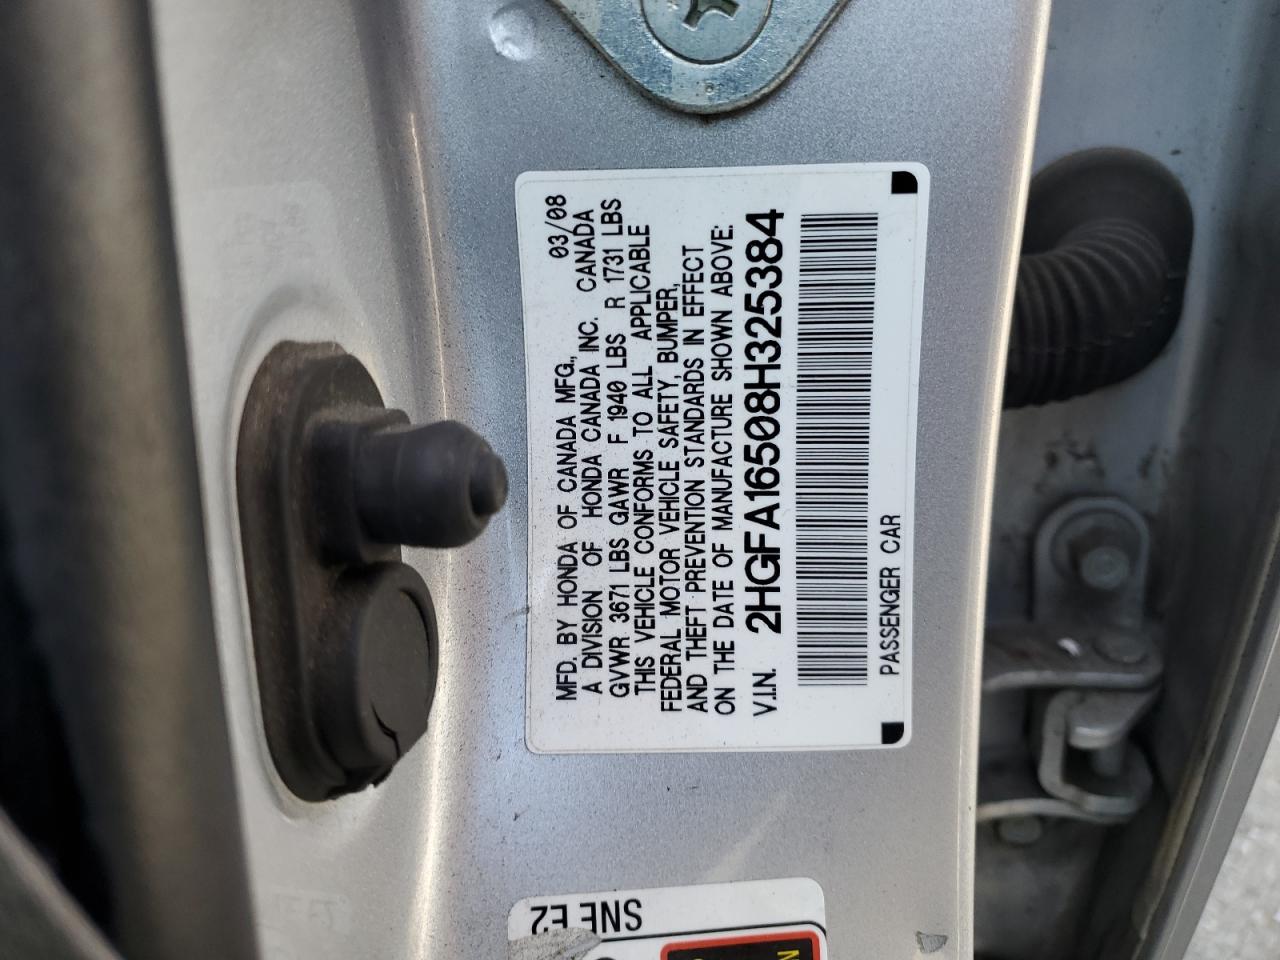 MFD. BY HONDA OF CANADA MFG., 03/08
A DIVISION OF HONDA CANADA INC. CANADA
GVWR 3671 LBS GAWR F 1940 LBS R 1731 LBS
THIS VEHICLE CONFORMS TO ALL APPLICABLE
FEDERAL MOTOR VEHICLE SAFETY, BUMPER,
AND THEFT PREVENTION STANDARDS IN EFFECT
ON THE DATE OF MANUFACTURE SHOWN ABOVE:
V.I.N. 2HGFA16508H325384
PASSENGER CAR
SNE E2